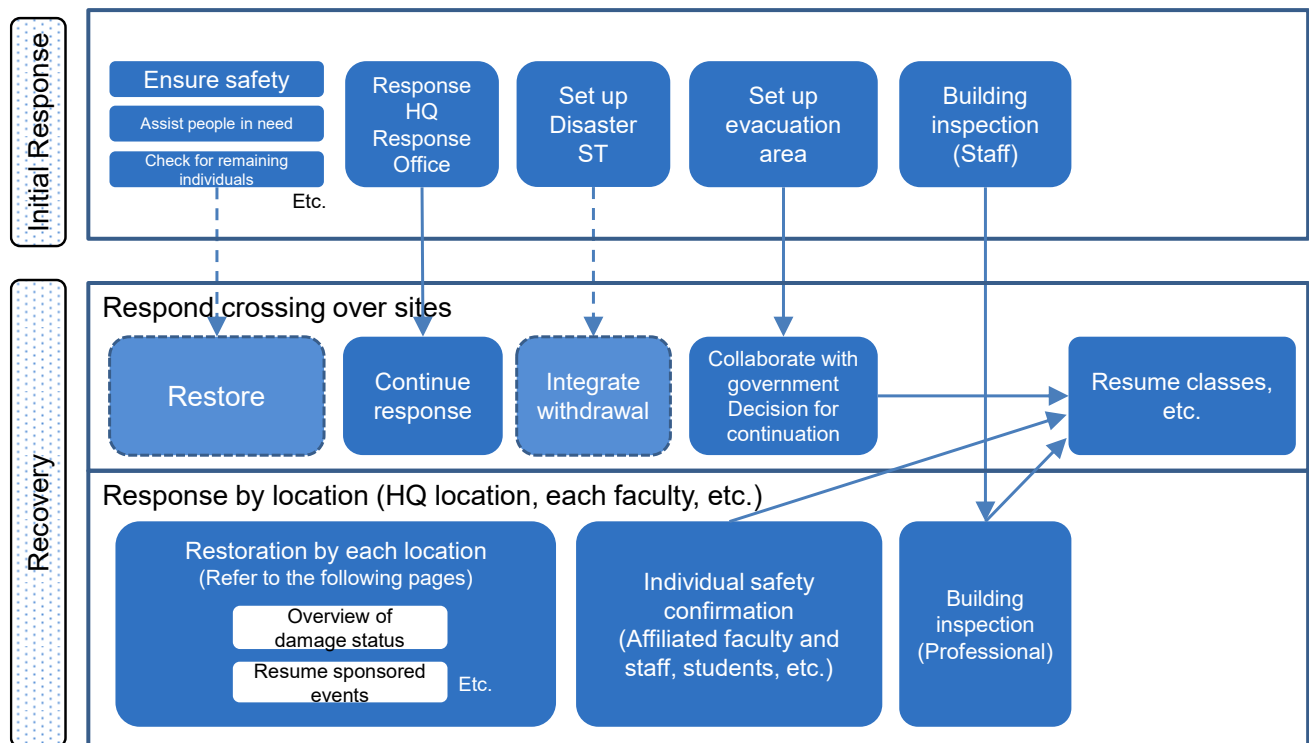 Initial Response
Ensure safety
Assist people in need
Check for remaining
individuals
Etc.
Response
HQ
Response
Office
Set up
Disaster
ST
Set up
evacuation
area
Building
inspection
(Staff)
Recovery
Respond crossing over sites
Restore
Continue
response
Integrate
withdrawal
Collaborate with
government
Decision for
continuation
Resume classes,
etc.
Response by location (HQ location, each faculty, etc.)
Restoration by each location
(Refer to the following pages)
Overview of
damage status
Resume sponsored
events
Etc.
Individual safety
confirmation
(Affiliated faculty and
staff, students, etc.)
Building
inspection
(Professional)